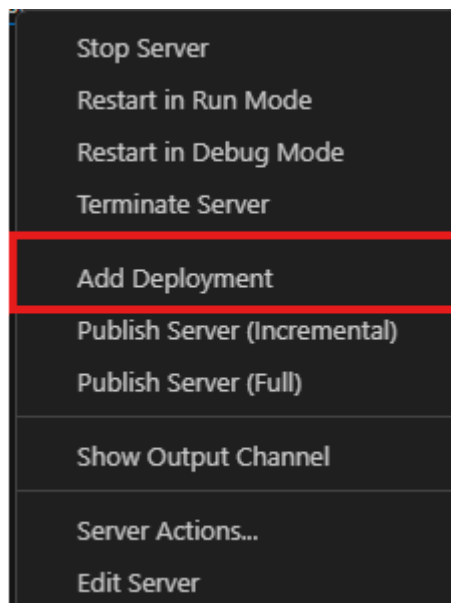 Stop Server
Restart in Run Mode
Restart in Debug Mode
Terminate Server
Add Deployment
Publish Server (Incremental)
Publish Server (Full)
Show Output Channel
Server Actions...
Edit Server